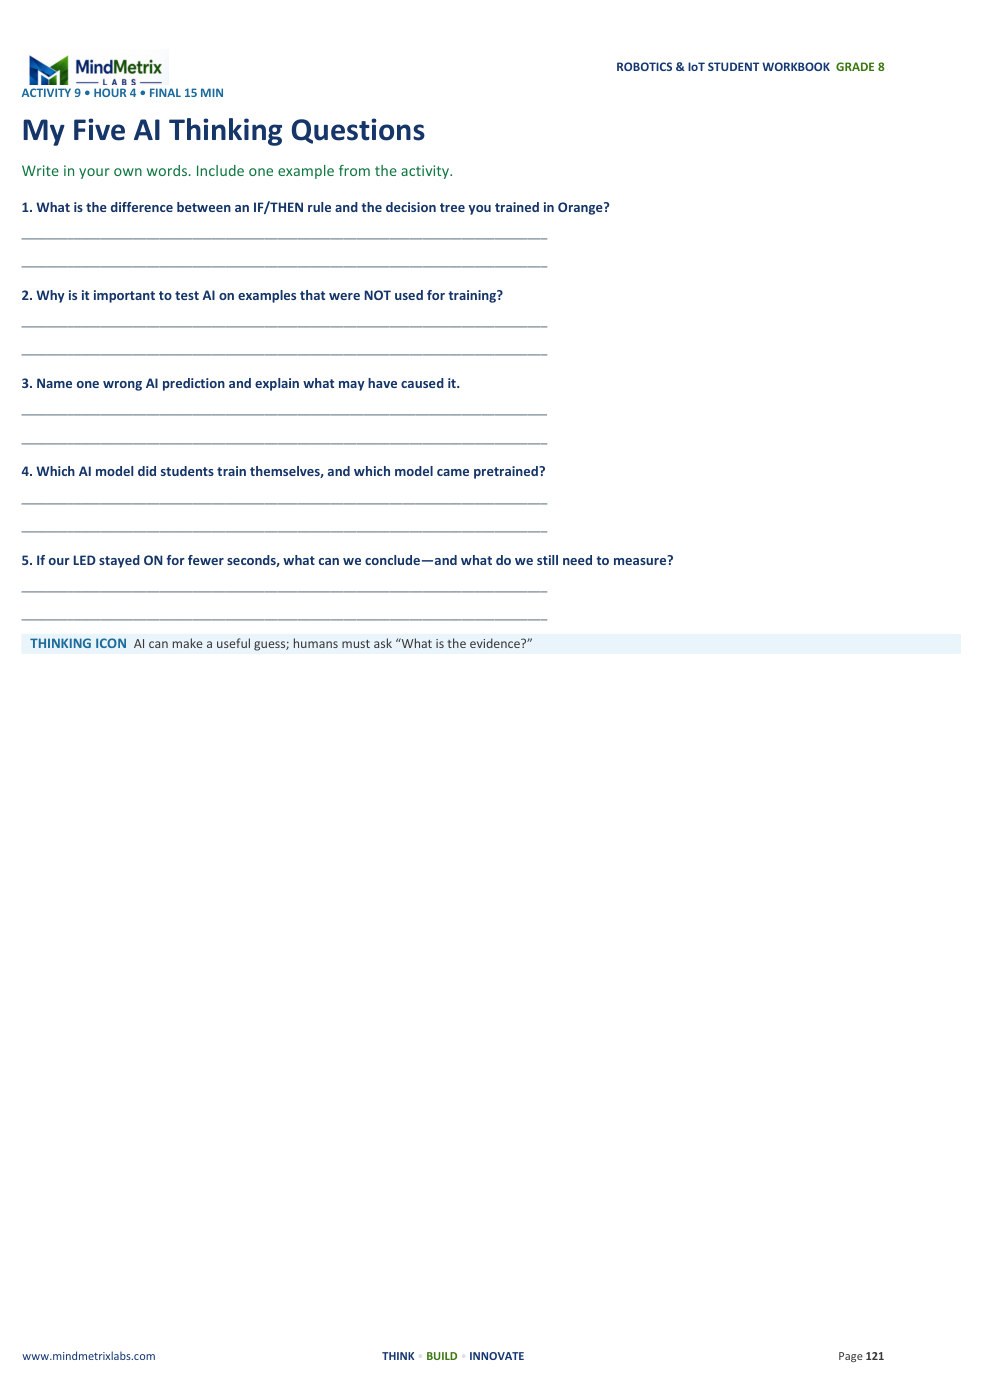 MindMetrix
LABS
ROBOTICS & IoT STUDENT WORKBOOK GRADE 8
ACTIVITY 9 • HOUR 4 • FINAL 15 MIN
My Five AI Thinking Questions
Write in your own words. Include one example from the activity.
1. What is the difference between an IF/THEN rule and the decision tree you trained in Orange?
2. Why is it important to test AI on examples that were NOT used for training?
3. Name one wrong AI prediction and explain what may have caused it.
4. Which AI model did students train themselves, and which model came pretrained?
5. If our LED stayed ON for fewer seconds, what can we conclude—and what do we still need to measure?
THINKING ICON AI can make a useful guess; humans must ask “What is the evidence?”
www.mindmetrixlabs.com THINK • BUILD • INNOVATE Page 121